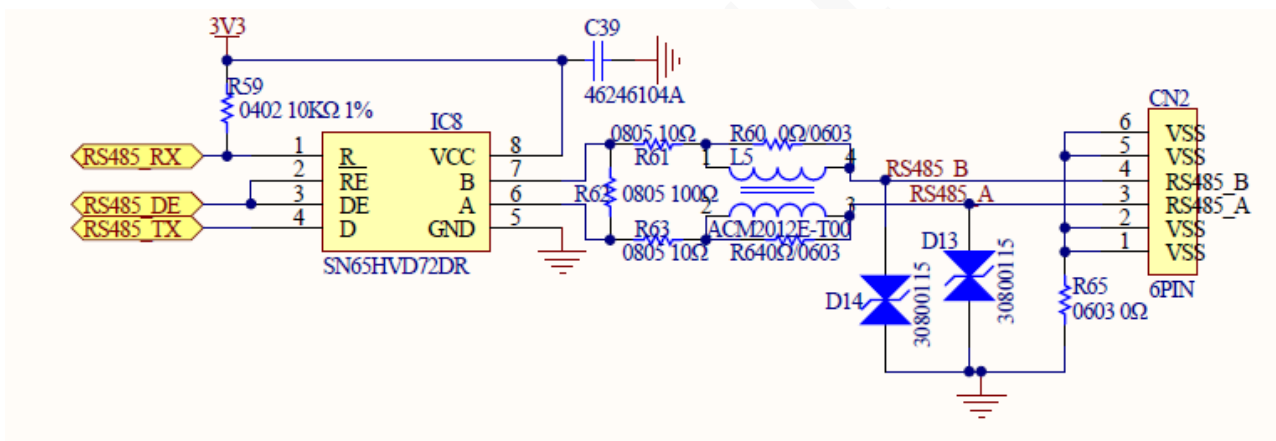 3V3
C39
46246104A
R59
0402 10KΩ 1%
IC8
RS485_RX
RS485_DE
RS485_TX
1
2
3
4
R
RE
DE
D
VCC
B
A
GND
8
7
6
5
SN65HVD72DR
0805 10Ω
R61
R62
0805 100Ω
R63
0805 10Ω
R60 0Ω/0603
1
L5
4
2
3
ACM2012E-T00
R640Ω/0603
RS485_B
RS485_A
D14
30800115
D13
30800115
R65
0603 0Ω
CN2
6 VSS
5 VSS
4 RS485_B
3 RS485_A
2 VSS
1 VSS
6PIN